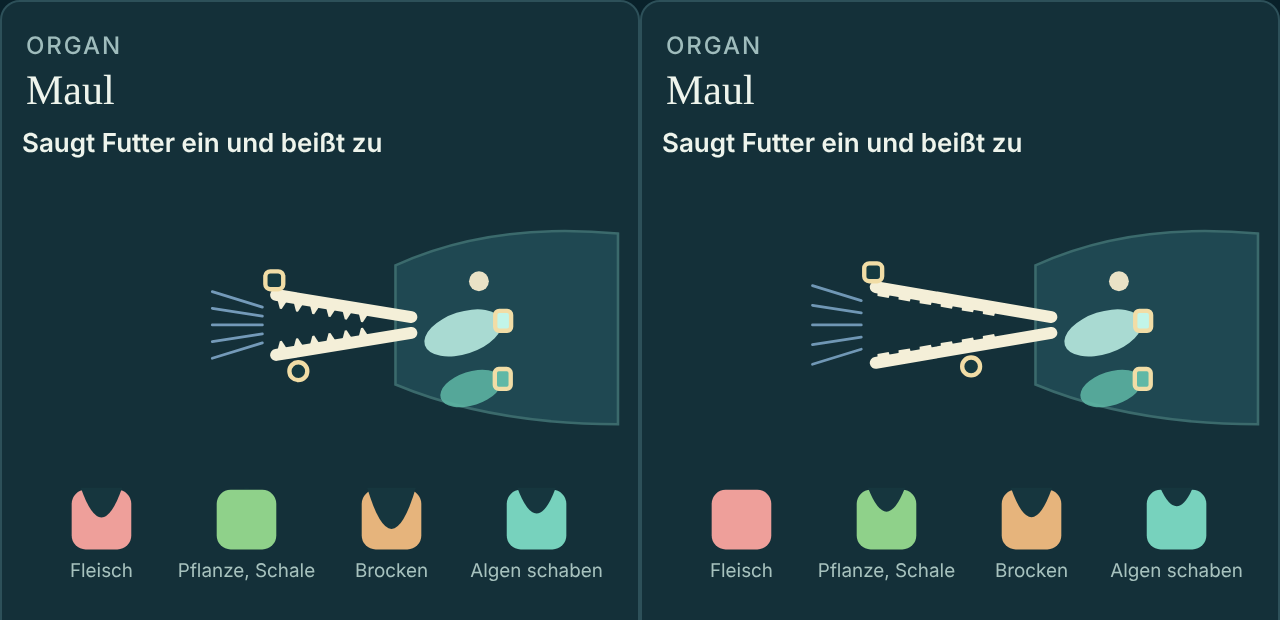 ORGAN
Maul
Saugt Futter ein und beißt zu
Fleisch
Pflanze, Schale
Brocken
Algen schaben
ORGAN
Maul
Saugt Futter ein und beißt zu
Fleisch
Pflanze, Schale
Brocken
Algen schaben